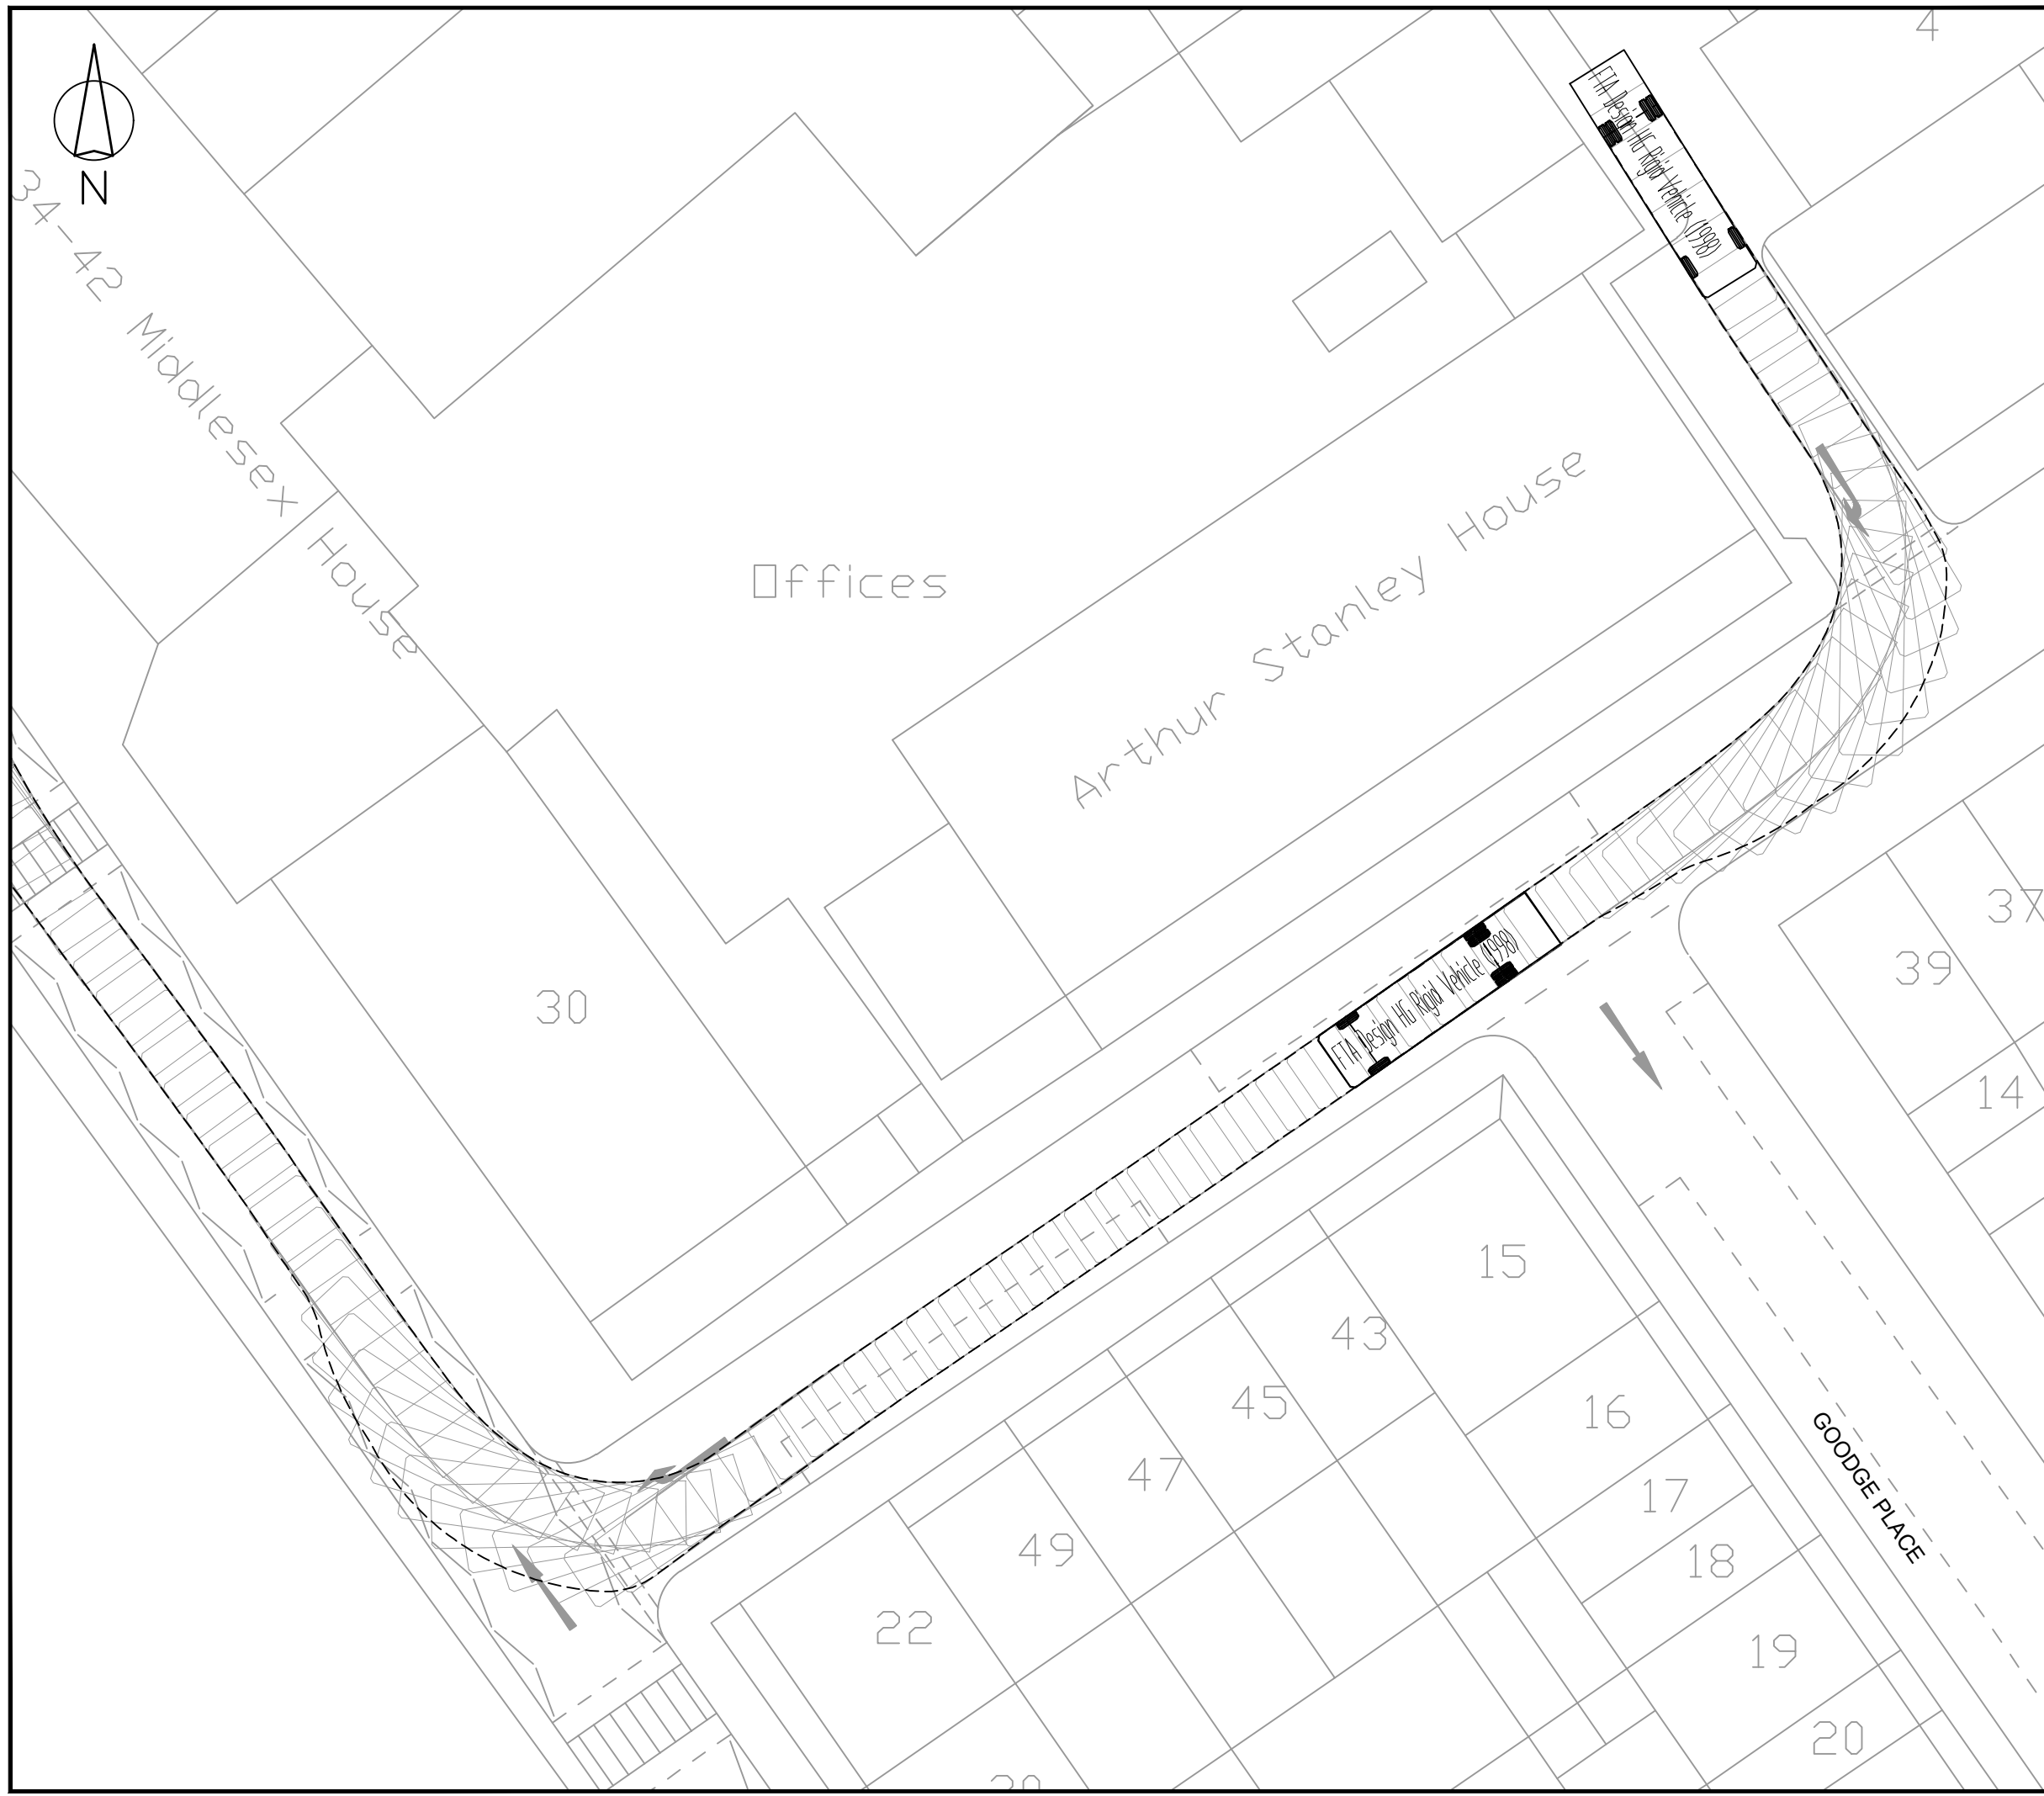 4
N
34-42 Middlesex House
FTA Design HG Rigid Vehicle (1998)
Offices
Arthur Stanley House
30
FTA Design HG Rigid Vehicle (1998)
37
39
14
15
43
45
16
47
17
GOODGE PLACE
49
18
22
19
20